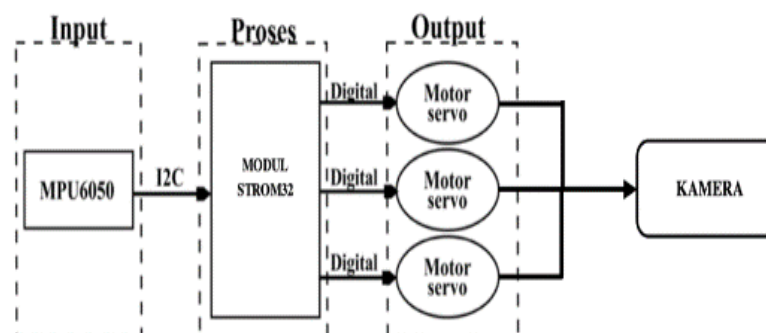 Input
Proses
Output
MPU6050
I2C
MODUL
STROM32
Digital
Motor
servo
Digital
Motor
servo
Digital
Motor
servo
KAMERA